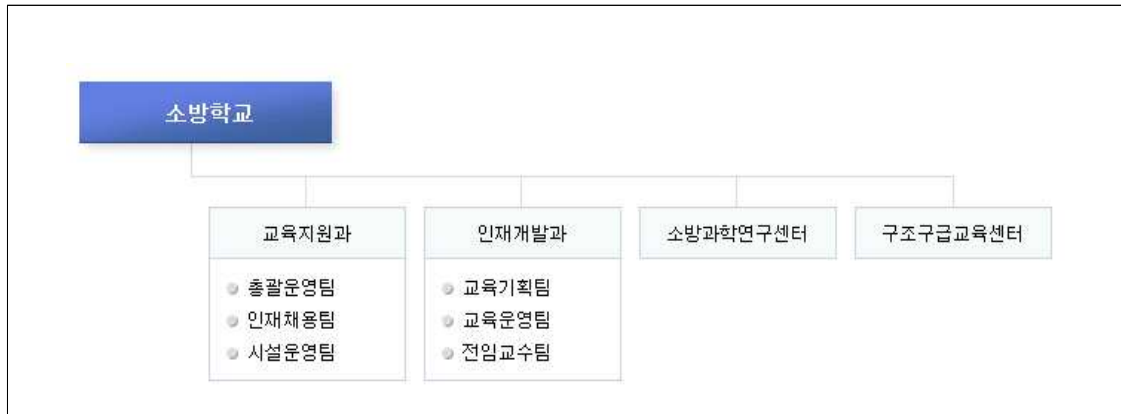 소방학교
교육지원과
총괄운영팀
인재채용팀
시설운영팀
인재개발과
교육기획팀
교육운영팀
전임교수팀
소방과학연구센터
구조구급교육센터